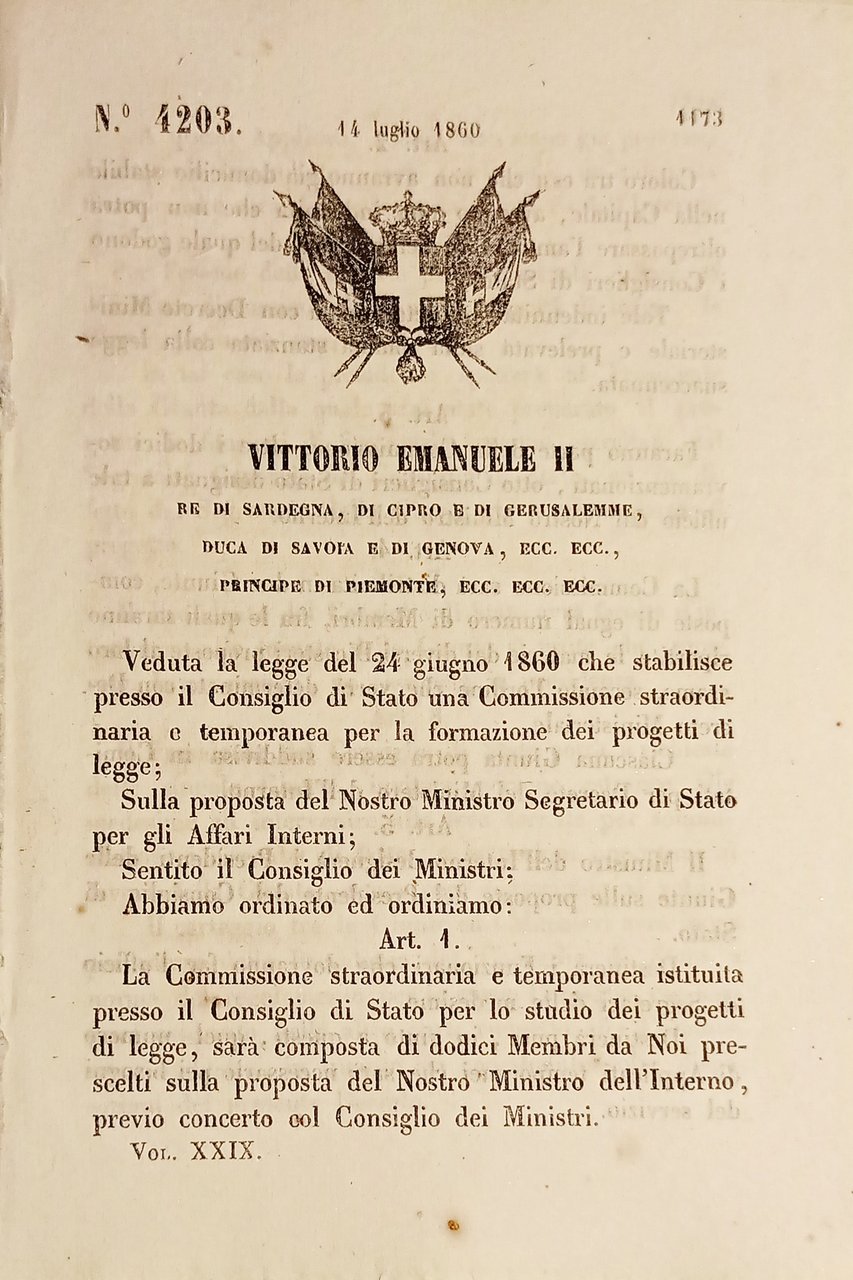 N.º 4203. 14 luglio 1860 1173
VITTORIO EMANUELE II
RE DI SARDEGNA, DI CIPRO E DI GERUSALEMME,
DUCA DI SAVOIA E DI GENOVA, ECC. ECC.,
PRINCIPE DI PIEMONTE, ECC. ECC. ECC.
Veduta la legge del 24 giugno 1860 che stabilisce
presso il Consiglio di Stato una Commissione straordi-
naria e temporanea per la formazione dei progetti di
legge;
Sulla proposta del Nostro Ministro Segretario di Stato
per gli Affari Interni;
Sentito il Consiglio dei Ministri;
Abbiamo ordinato ed ordiniamo:
Art. 1.
La Commissione straordinaria e temporanea istituita
presso il Consiglio di Stato per lo studio dei progetti
di legge, sarà composta di dodici Membri da Noi pre-
scelti sulla proposta del Nostro Ministro dell'Interno,
previo concerto col Consiglio dei Ministri.
VOL. XXIX.